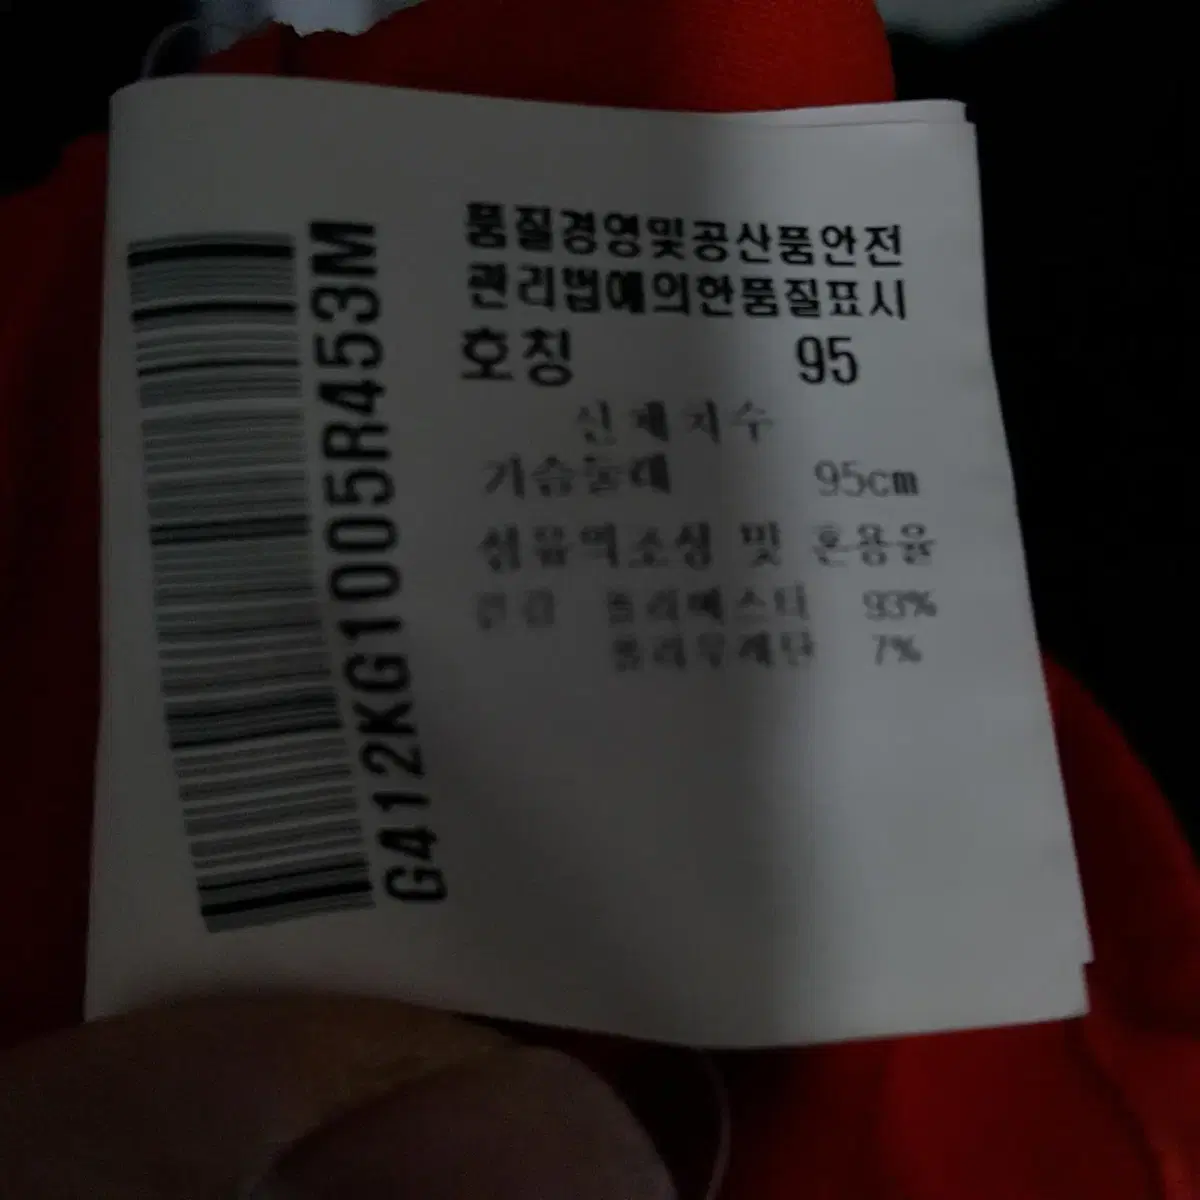 품질경영및공산품안전
관리법에의한품질표시
호칭 95
신체치수
가슴둘레 95cm
섬유의조성 및 혼용율
겉감 폴리에스터 93%
폴리우레탄 7%
G412KG1005R453M